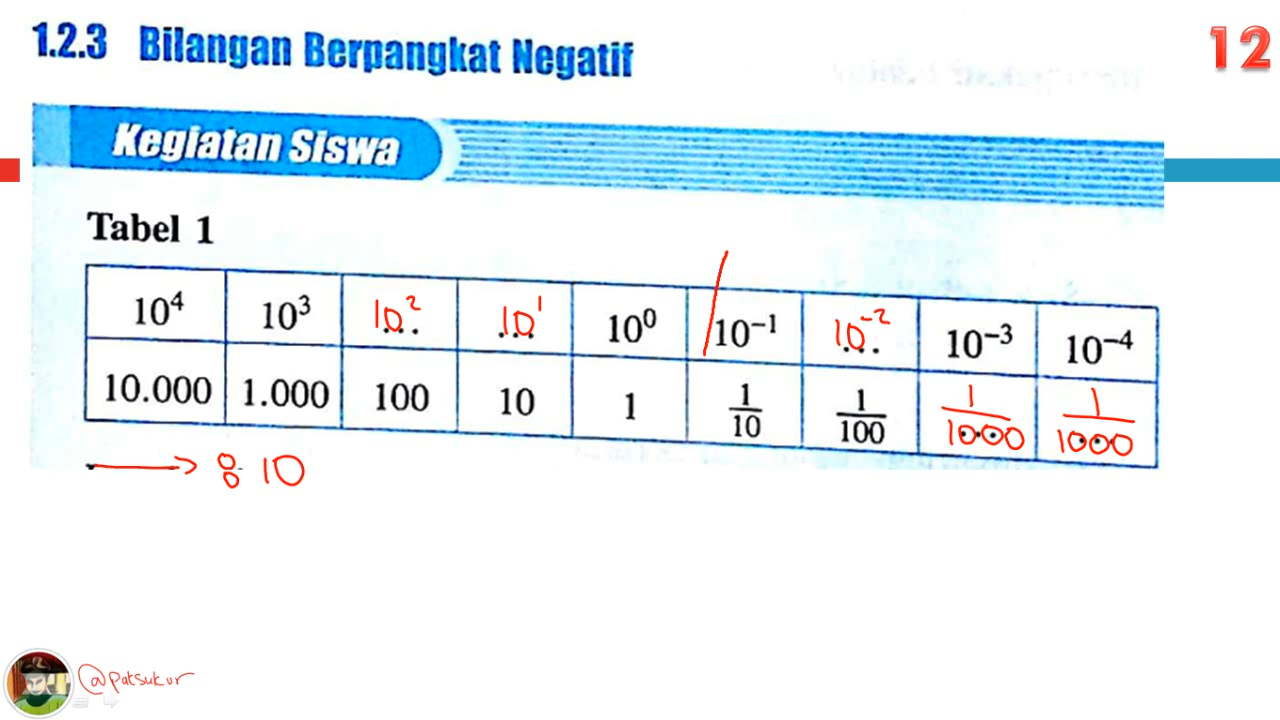 1.2.3 Bilangan Berpangkat Negatif
12
Kegiatan Siswa
Tabel 1
10⁴ 10³ 10² 10¹ 10⁰ 10⁻¹ 10⁻² 10⁻³ 10⁻⁴
10.000 1.000 100 10 1 1/10 1/100 1/1000 1/1000
→ : 10
@patsukur